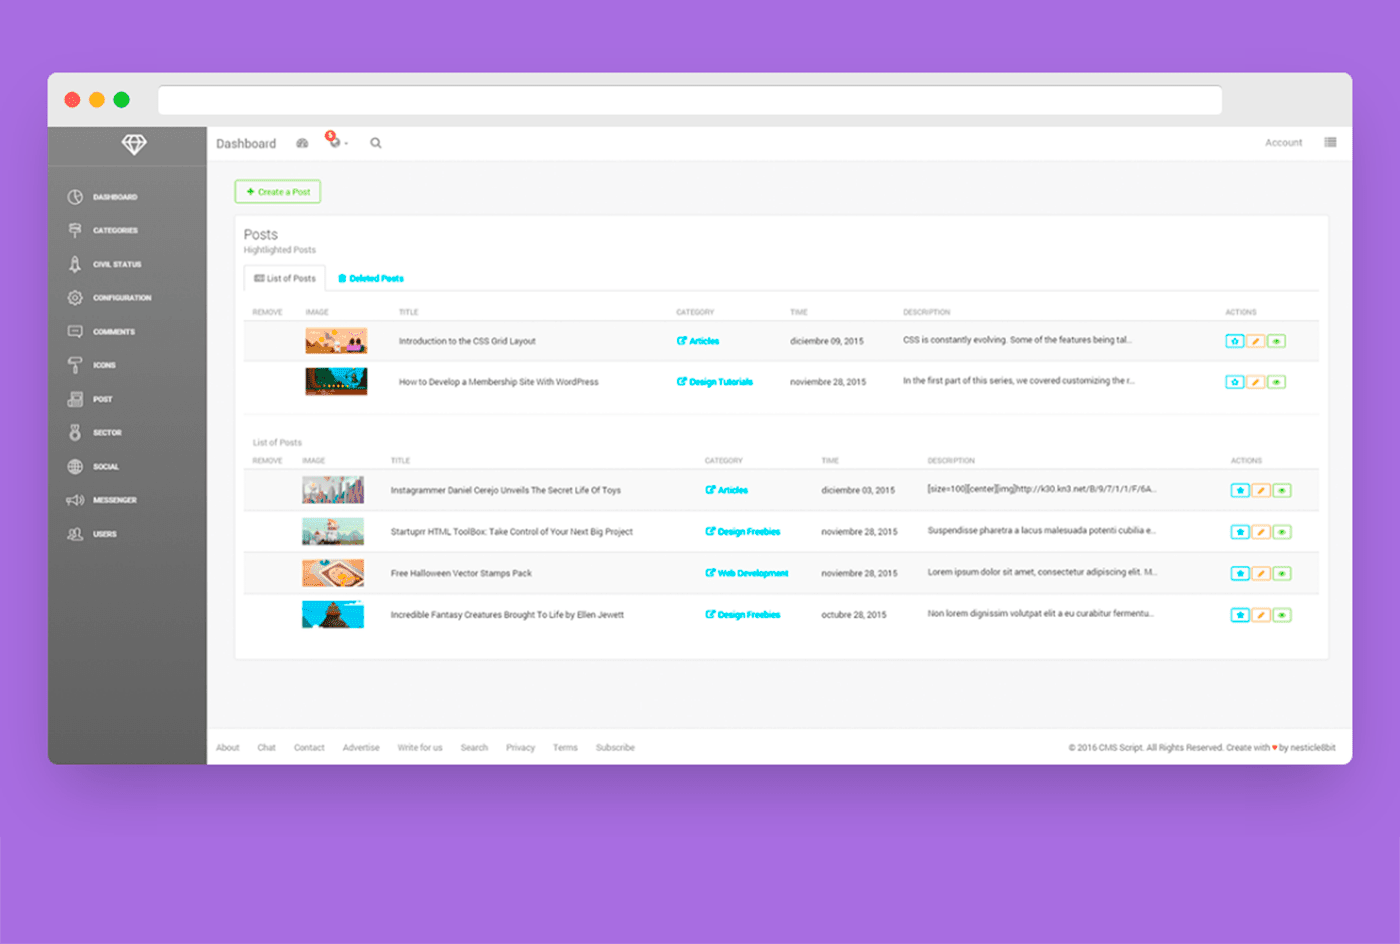 Dashboard
5
Account
DASHBOARD
CATEGORIES
CIVIL STATUS
CONFIGURATION
COMMENTS
ICONS
POST
SECTOR
SOCIAL
MESSENGER
USERS
+ Create a Post
Posts
Hightlighted Posts
List of Posts Deleted Posts
REMOVE IMAGE TITLE CATEGORY TIME DESCRIPTION ACTIONS
Introduction to the CSS Grid Layout Articles diciembre 09, 2015 CSS is constantly evolving. Some of the features being tal...
How to Develop a Membership Site With WordPress Design Tutorials noviembre 28, 2015 In the first part of this series, we covered customizing the r...
List of Posts
REMOVE IMAGE TITLE CATEGORY TIME DESCRIPTION ACTIONS
Instagrammer Daniel Cerejo Unveils The Secret Life Of Toys Articles diciembre 03, 2015 [size=100][center][img]http://k30.kn3.net/B/9/7/1/1/F/6A...
Startuprr HTML ToolBox: Take Control of Your Next Big Project Design Freebies noviembre 28, 2015 Suspendisse pharetra a lacus malesuada potenti cubilia e...
Free Halloween Vector Stamps Pack Web Development noviembre 28, 2015 Lorem ipsum dolor sit amet, consectetur adipiscing elit. M...
Incredible Fantasy Creatures Brought To Life by Ellen Jewett Design Freebies octubre 28, 2015 Non lorem dignissim volutpat elit a eu curabitur fermentu...
About Chat Contact Advertise Write for us Search Privacy Terms Subscribe
© 2016 CMS Script. All Rights Reserved. Create with ♥ by nesticle8bit